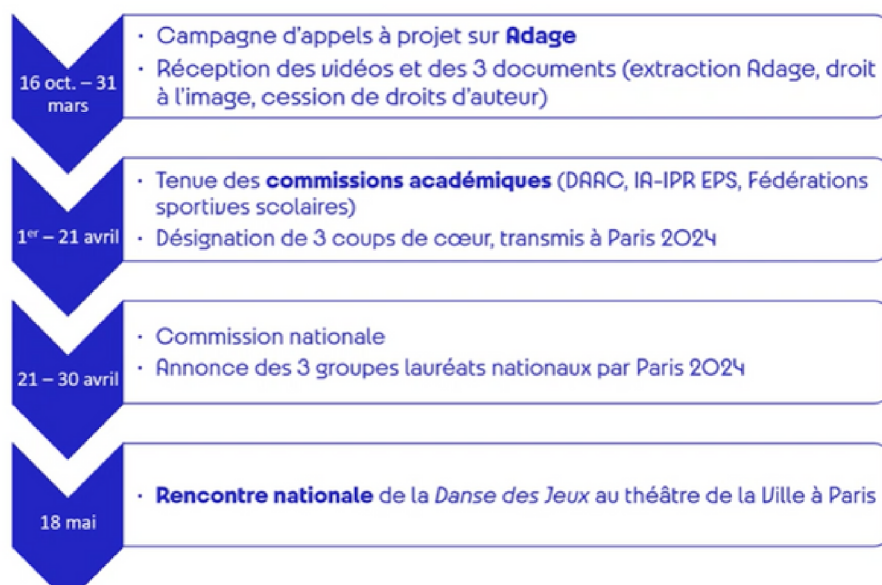 16 oct. – 31
mars
• Campagne d'appels à projet sur Adage
• Réception des vidéos et des 3 documents (extraction Adage, droit
à l'image, cession de droits d'auteur)
1er – 21 avril
• Tenue des commissions académiques (DAAC, IA-IPR EPS, Fédérations
sportives scolaires)
• Désignation de 3 coups de cœur, transmis à Paris 2024
21 – 30 avril
• Commission nationale
• Annonce des 3 groupes lauréats nationaux par Paris 2024
18 mai
• Rencontre nationale de la Danse des Jeux au théâtre de la Ville à Paris